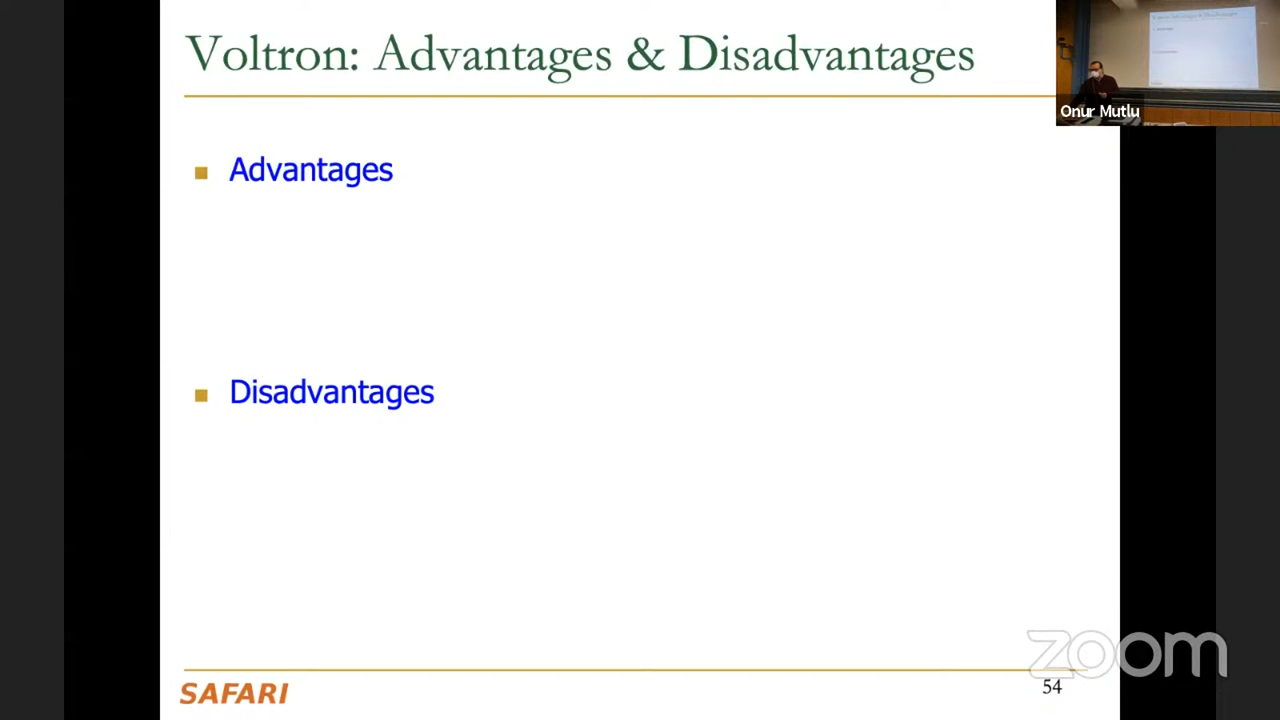 Voltron: Advantages & Disadvantages
Onur Mutlu
Advantages
Disadvantages
zoom
SAFARI
54